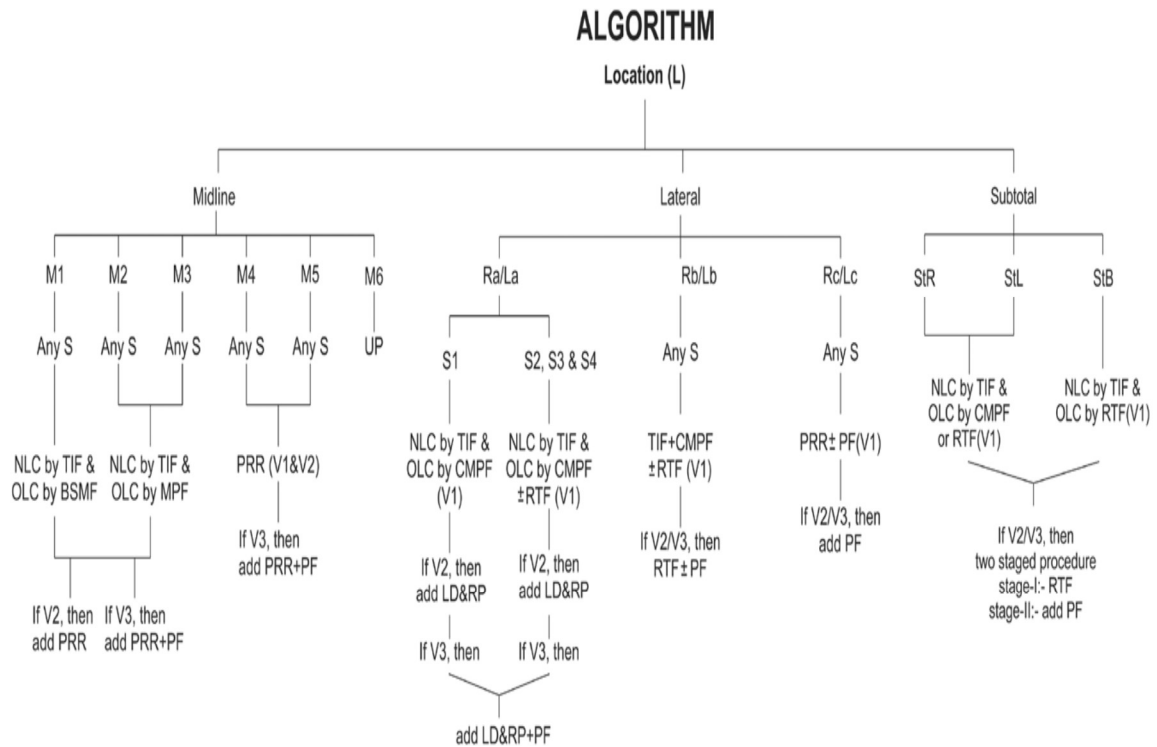 ALGORITHM
Location (L)
Midline
Lateral
Subtotal
M1
M2
M3
M4
M5
M6
Any S
Any S
Any S
Any S
Any S
UP
NLC by TIF &
OLC by BSMF
NLC by TIF &
OLC by MPF
If V2, then
add PRR
If V3, then
add PRR+PF
PRR (V1&V2)
If V3, then
add PRR+PF
Ra/La
Rb/Lb
Rc/Lc
S1
S2, S3 & S4
NLC by TIF &
OLC by CMPF
(V1)
NLC by TIF &
OLC by CMPF
±RTF (V1)
If V2, then
add LD&RP
If V2, then
add LD&RP
If V3, then
If V3, then
add LD&RP+PF
Any S
TIF+CMPF
±RTF (V1)
If V2/V3, then
RTF±PF
Any S
PRR±PF(V1)
If V2/V3, then
add PF
StR
StL
StB
NLC by TIF &
OLC by CMPF
or RTF(V1)
NLC by TIF &
OLC by RTF(V1)
If V2/V3, then
two staged procedure
stage-I:- RTF
stage-II:- add PF